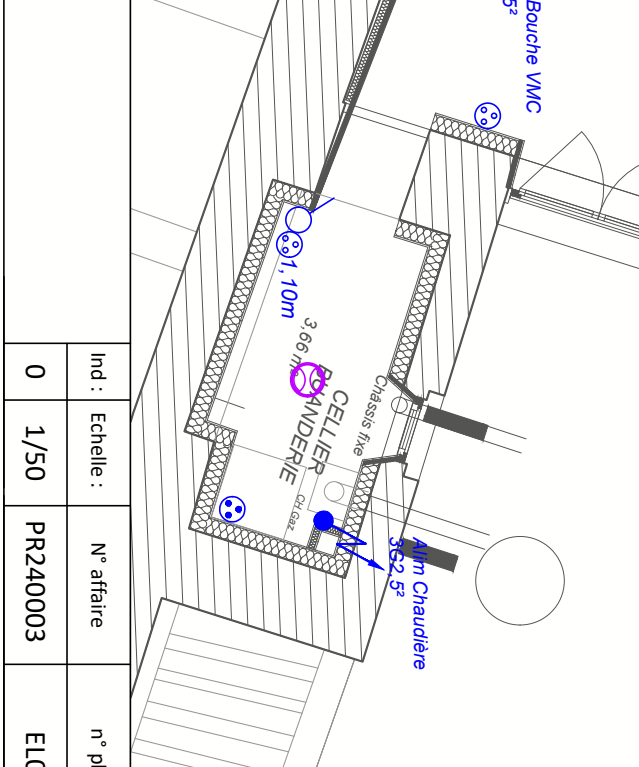 Bouche VMC
5²
1,10m
3,66 m²
CELLIER
BUANDERIE
Châssis fixe
CH.Gaz
Alim Chaudière
3G2,5²
Ind :
Echelle :
N° affaire
n° pl
0
1/50
PR240003
EL0